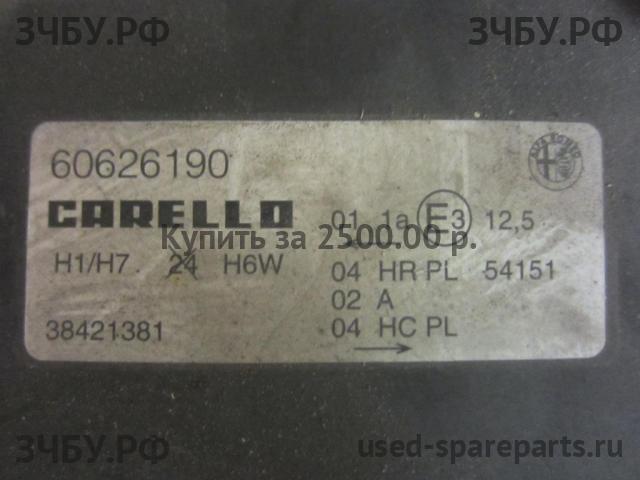 ЗЧБУ.РФ ЗЧБУ.РФ
60626190
CARELLO
01 1a E3 12,5
Купить за 2500.00 р.
H1/H7 24 H6W
04 HR PL 54151
02 A
38421381
04 HC PL
ЗЧБУ.РФ used-spareparts.ru